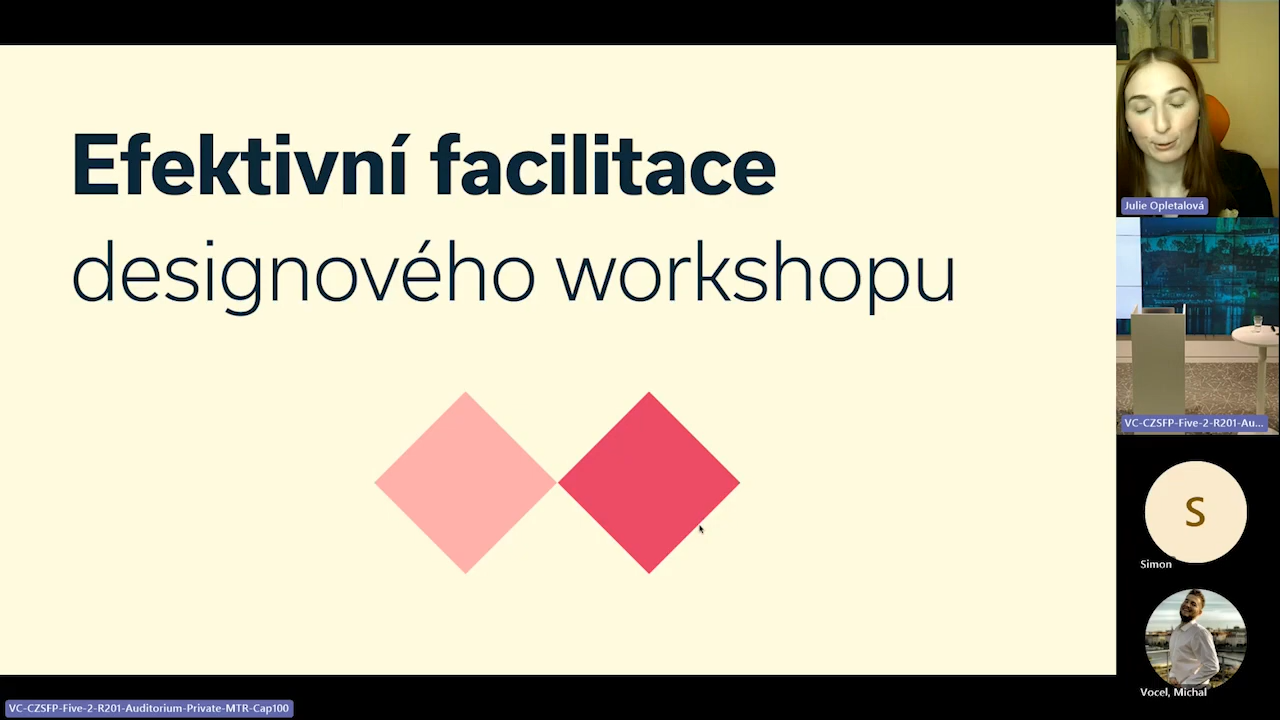 Efektivní facilitace
designového workshopu
Julie Opletalová
VC-CZSFP-Five-2-R201-Au...
S
Simon
Vocel, Michal
VC-CZSFP-Five-2-R201-Auditorium-Private-MTR-Cap100